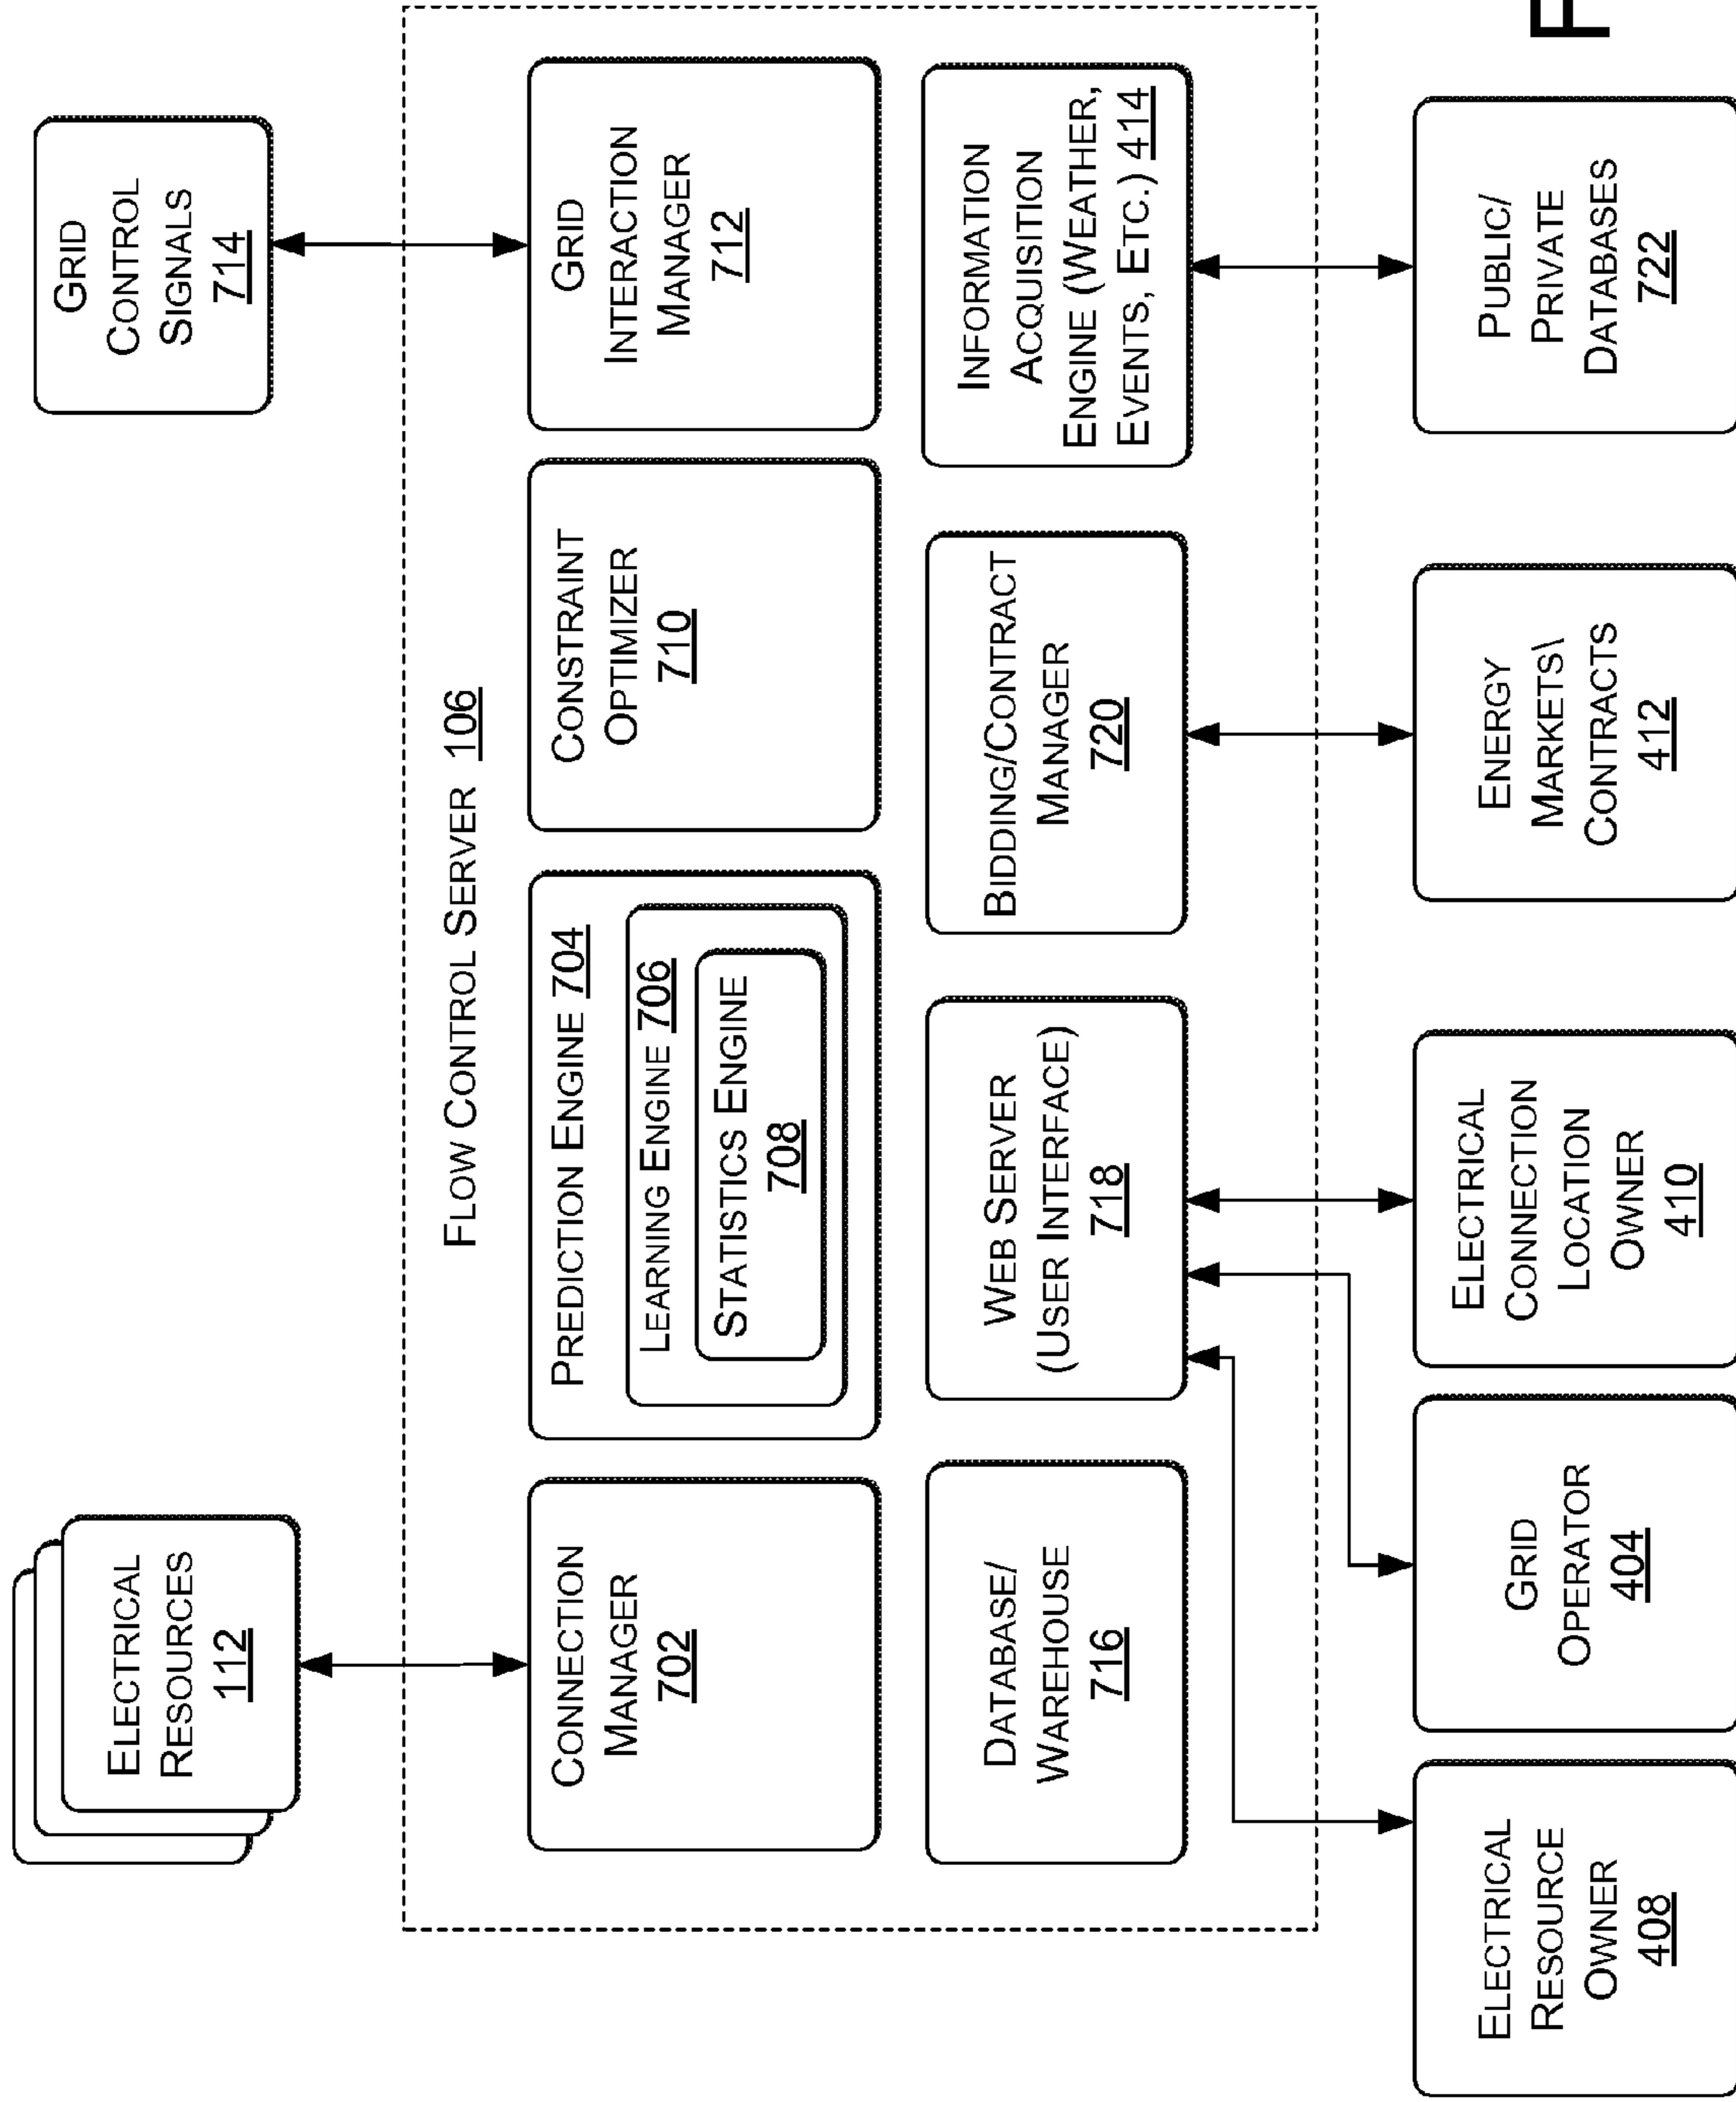 ELECTRICAL
RESOURCES
112
GRID
CONTROL
SIGNALS
714
FLOW CONTROL SERVER 106
CONNECTION
MANAGER
702
PREDICTION ENGINE 704
LEARNING ENGINE 706
STATISTICS ENGINE
708
CONSTRAINT
OPTIMIZER
710
GRID
INTERACTION
MANAGER
712
DATABASE/
WAREHOUSE
716
WEB SERVER
(USER INTERFACE)
718
BIDDING/CONTRACT
MANAGER
720
INFORMATION
ACQUISITION
ENGINE (WEATHER,
EVENTS, ETC.) 414
ELECTRICAL
RESOURCE
OWNER
408
GRID
OPERATOR
404
ELECTRICAL
CONNECTION
LOCATION
OWNER
410
ENERGY
MARKETS\
CONTRACTS
412
PUBLIC/
PRIVATE
DATABASES
722